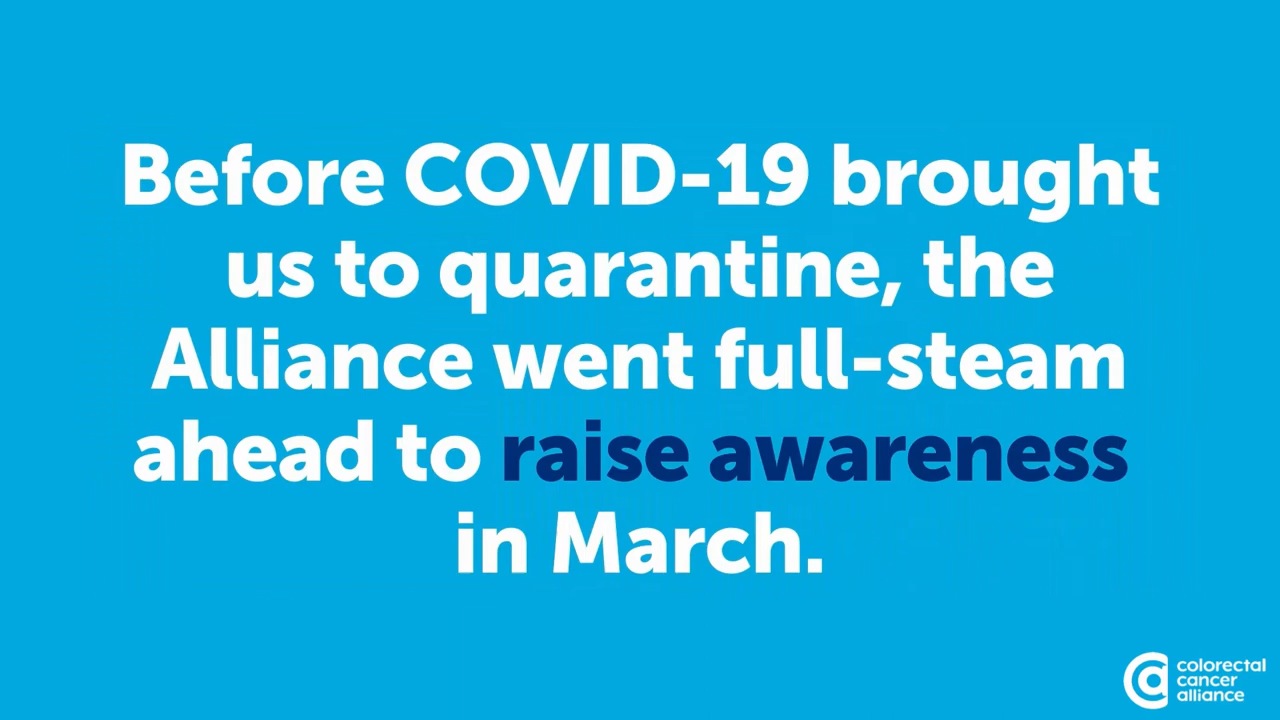 Before COVID-19 brought
us to quarantine, the
Alliance went full-steam
ahead to raise awareness
in March.
colorectal
cancer
alliance